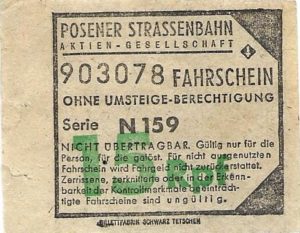 POSENER STRASSENBAHN
AKTIEN-GESELLSCHAFT
903078 FAHRSCHEIN
OHNE UMSTEIGE-BERECHTIGUNG
Serie N 159
NICHT ÜBERTRAGBAR. Gültig nur für die
Person, für die gelöst. Für nicht ausgenutzten
Fahrschein wird Fahrgeld nicht zurückerstattet.
Zerrissene, zerknitterte oder in der Erkenn-
barkeit der Kontrollmerkmale beeinträch-
tigte Fahrscheine sind ungültig.
BILLETTFABRIK SCHWARZ TETSCHEN